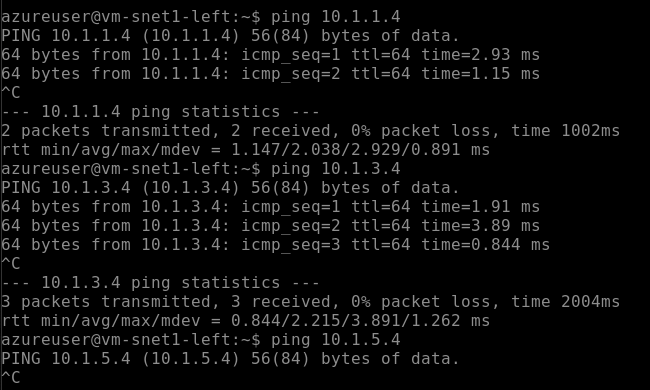 azureuser@vm-snet1-left:~$ ping 10.1.1.4
PING 10.1.1.4 (10.1.1.4) 56(84) bytes of data.
64 bytes from 10.1.1.4: icmp_seq=1 ttl=64 time=2.93 ms
64 bytes from 10.1.1.4: icmp_seq=2 ttl=64 time=1.15 ms
^C
--- 10.1.1.4 ping statistics ---
2 packets transmitted, 2 received, 0% packet loss, time 1002ms
rtt min/avg/max/mdev = 1.147/2.038/2.929/0.891 ms
azureuser@vm-snet1-left:~$ ping 10.1.3.4
PING 10.1.3.4 (10.1.3.4) 56(84) bytes of data.
64 bytes from 10.1.3.4: icmp_seq=1 ttl=64 time=1.91 ms
64 bytes from 10.1.3.4: icmp_seq=2 ttl=64 time=3.89 ms
64 bytes from 10.1.3.4: icmp_seq=3 ttl=64 time=0.844 ms
^C
--- 10.1.3.4 ping statistics ---
3 packets transmitted, 3 received, 0% packet loss, time 2004ms
rtt min/avg/max/mdev = 0.844/2.215/3.891/1.262 ms
azureuser@vm-snet1-left:~$ ping 10.1.5.4
PING 10.1.5.4 (10.1.5.4) 56(84) bytes of data.
^C